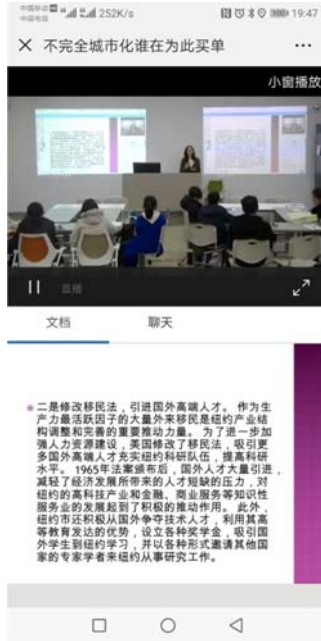 中国移动 HD 4G 252K/s 19:47
中国电信
不完全城市化谁在为此买单
小窗播放
直播
文档 聊天
二是修改移民法，引进国外高端人才。 作为生
产力最活跃因子的大量外来移民是纽约产业结
构调整和完善的重要推动力量。 为了进一步加
强人力资源建设，美国修改了移民法，吸引更
多国外高端人才充实纽约科研队伍，提高科研
水平。 1965年法案颁布后，国外人才大量引进，
减轻了经济发展所带来的人才短缺的压力，对
纽约的高科技产业和金融、商业服务等知识性
服务业的发展起到了积极的推动作用。 此外，
纽约市还积极从国外争夺技术人才，利用其高
等教育发达的优势，设立各种奖学金，吸引国
外学生到纽约学习，并以各种形式邀请其他国
家的专家学者来纽约从事研究工作。